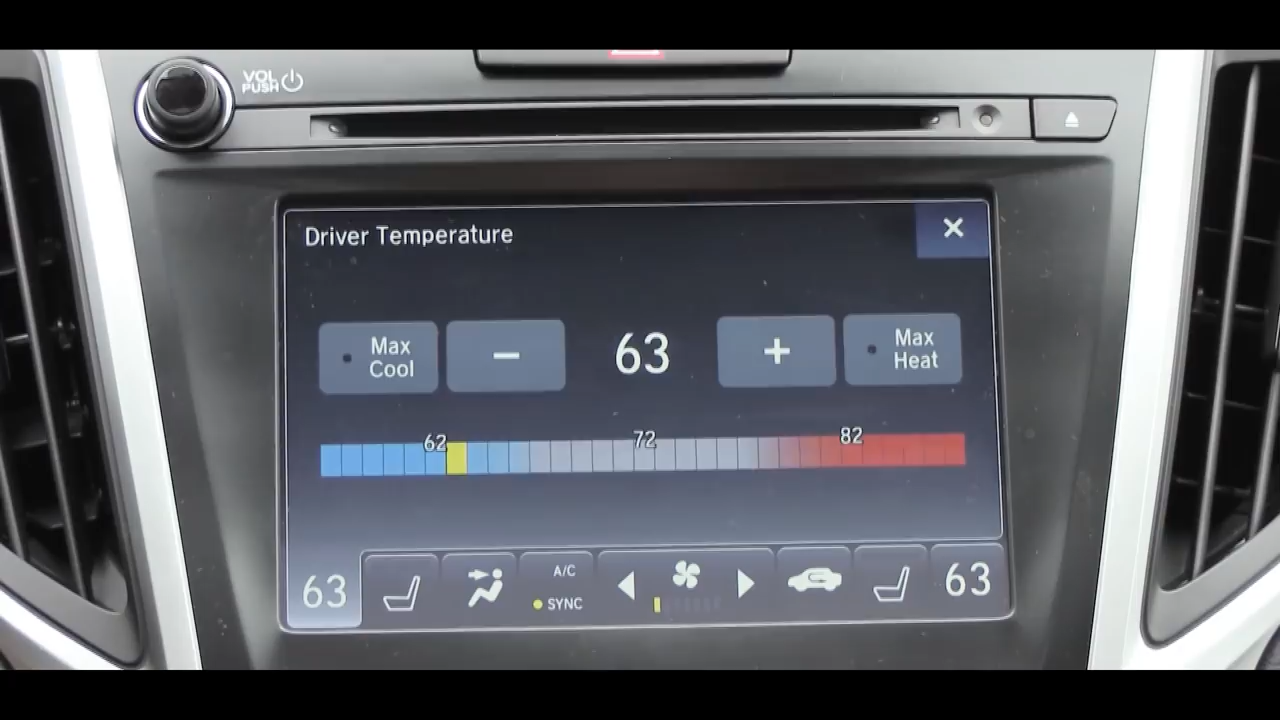 VOL
PUSH
Driver Temperature
Max
Cool
63
Max
Heat
62
72
82
63
A/C
SYNC
63